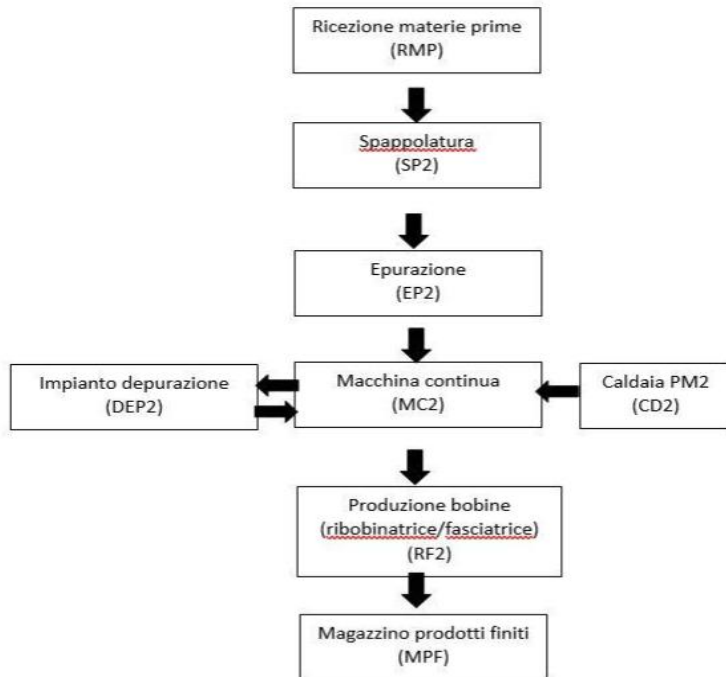 Ricezione materie prime
(RMP)
Spappolatura
(SP2)
Epurazione
(EP2)
Impianto depurazione
(DEP2)
Macchina continua
(MC2)
Caldaia PM2
(CD2)
Produzione bobine
(ribobinatrice/fasciatrice)
(RF2)
Magazzino prodotti finiti
(MPF)